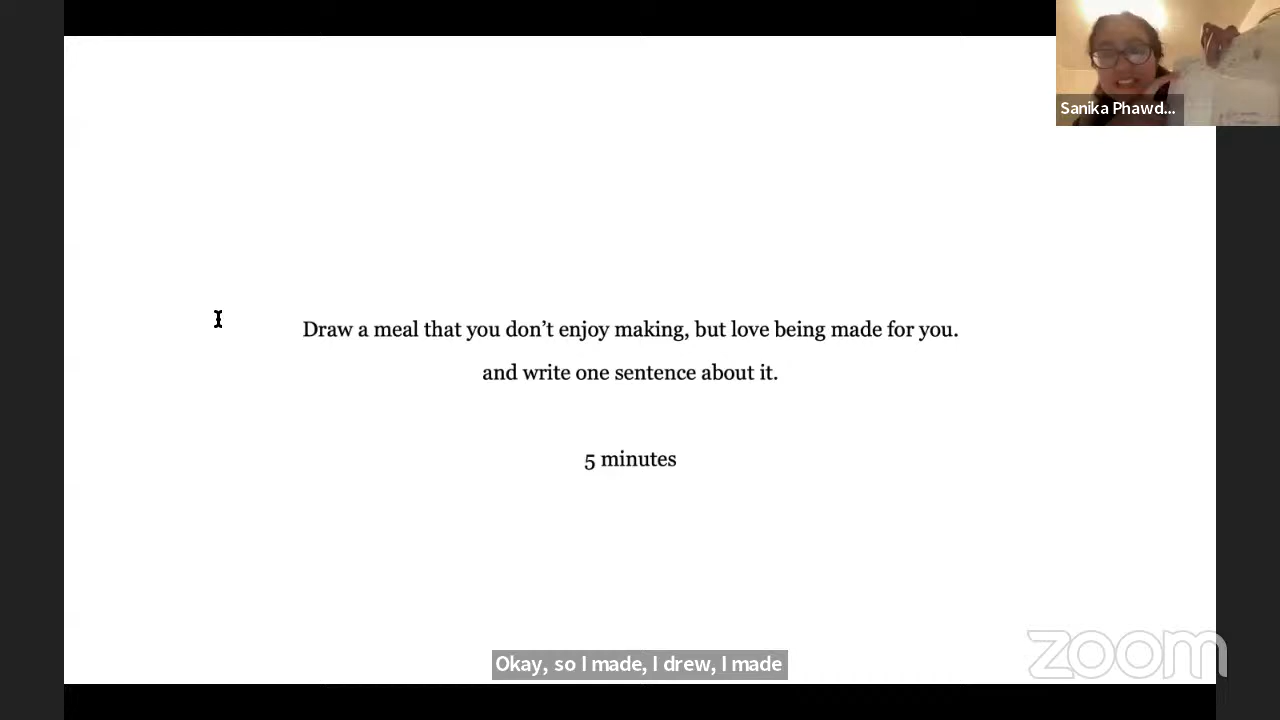 Sanika Phawd...
Draw a meal that you don’t enjoy making, but love being made for you.
and write one sentence about it.
5 minutes
Okay, so I made, I drew, I made
zoom